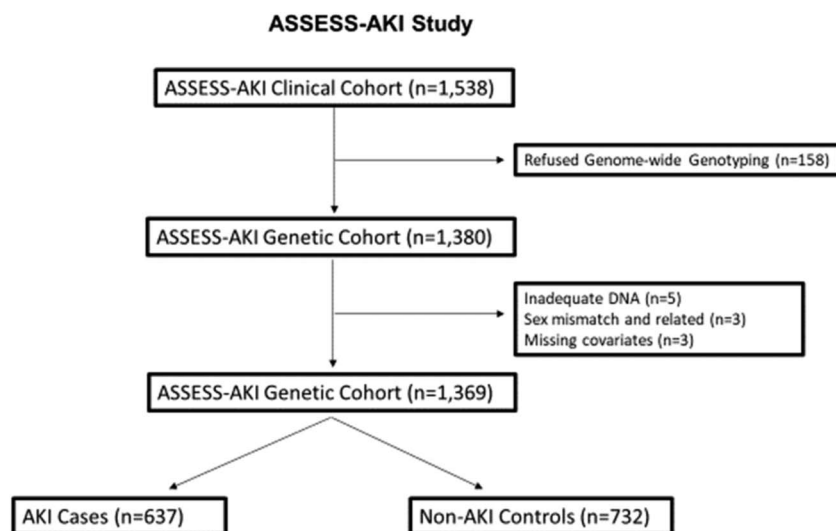 ASSESS-AKI Study
ASSESS-AKI Clinical Cohort (n=1,538)
Refused Genome-wide Genotyping (n=158)
ASSESS-AKI Genetic Cohort (n=1,380)
Inadequate DNA (n=5)
Sex mismatch and related (n=3)
Missing covariates (n=3)
ASSESS-AKI Genetic Cohort (n=1,369)
AKI Cases (n=637)
Non-AKI Controls (n=732)